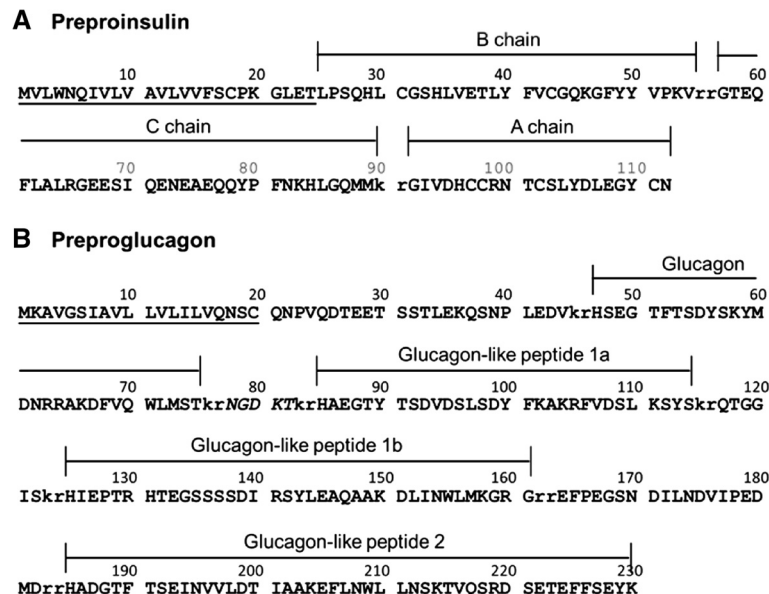 A Preproinsulin
B chain
10 20 30 40 50 60
MVLWNQIVLV AVLVVFSCPK GLETLPSQHL CGSHLVETLY FVCGQKGFYY VPKVrrGTEQ
C chain A chain
70 80 90 100 110
FLALRGEESI QENEAEQQYP FNKHLGQMMk rGIVDHCCRN TCSLYDLEGY CN
B Preproglucagon
Glucagon
10 20 30 40 50 60
MKAVGSIAVL LVLILVQNSC QNPVQDTEET SSTLEKQSNP LEDVkrHSEG TFTSDYSKYM
Glucagon-like peptide 1a
70 80 90 100 110 120
DNRRAKDFVQ WLMSTkrNGD KTkrHAEGTY TSDVDSLSDY FKAKRFVDSL KSYSkrQTGG
Glucagon-like peptide 1b
130 140 150 160 170 180
ISkrHIEPTR HTEGSSSSDI RSYLEAQAAK DLINWLMKGR GrrEFPEGSN DILNDVIPED
Glucagon-like peptide 2
190 200 210 220 230
MDrrHADGTF TSEINVVLDT IAAKEFLNWL LNSKTVQSRD SETEFFSEYK